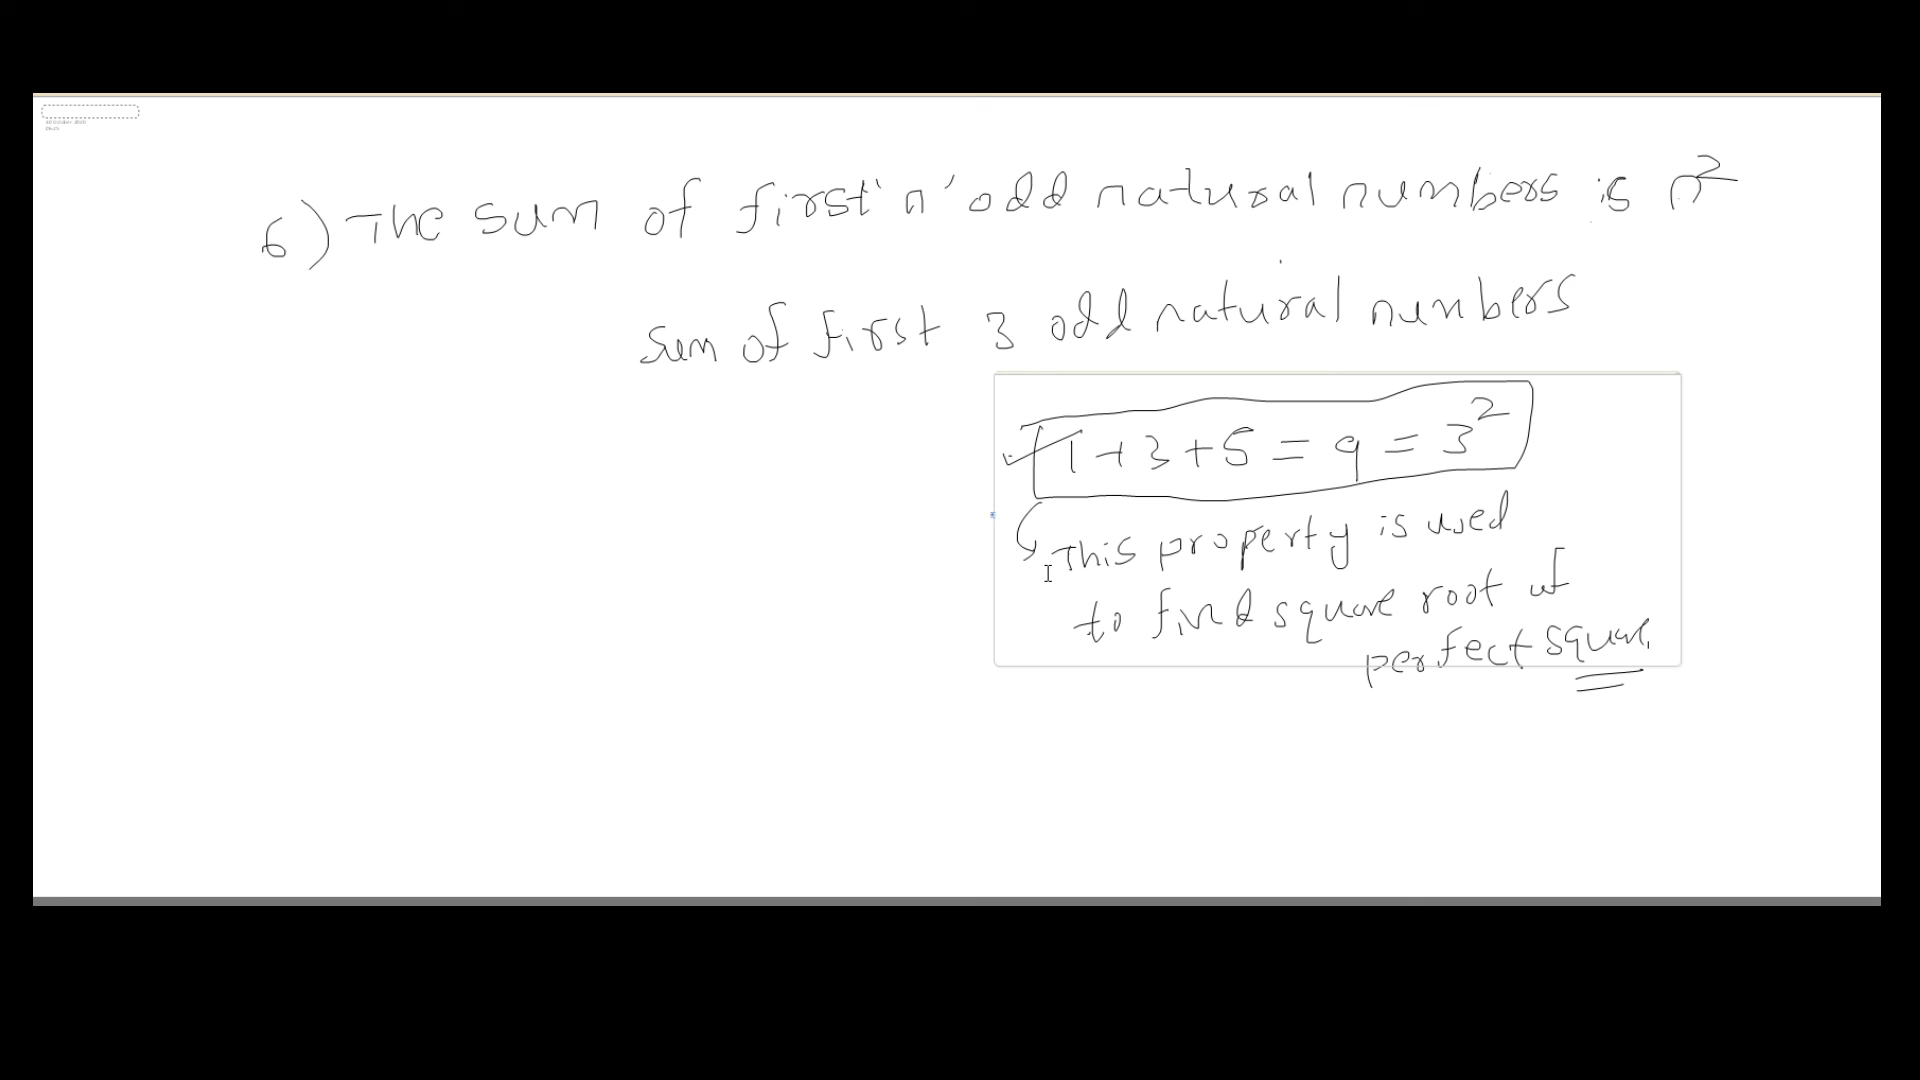 6) The sum of first 'n' odd natural numbers is n²
sum of first 3 odd natural numbers
1+3+5 = 9 = 3²
This property is used
to find square root of
perfect square